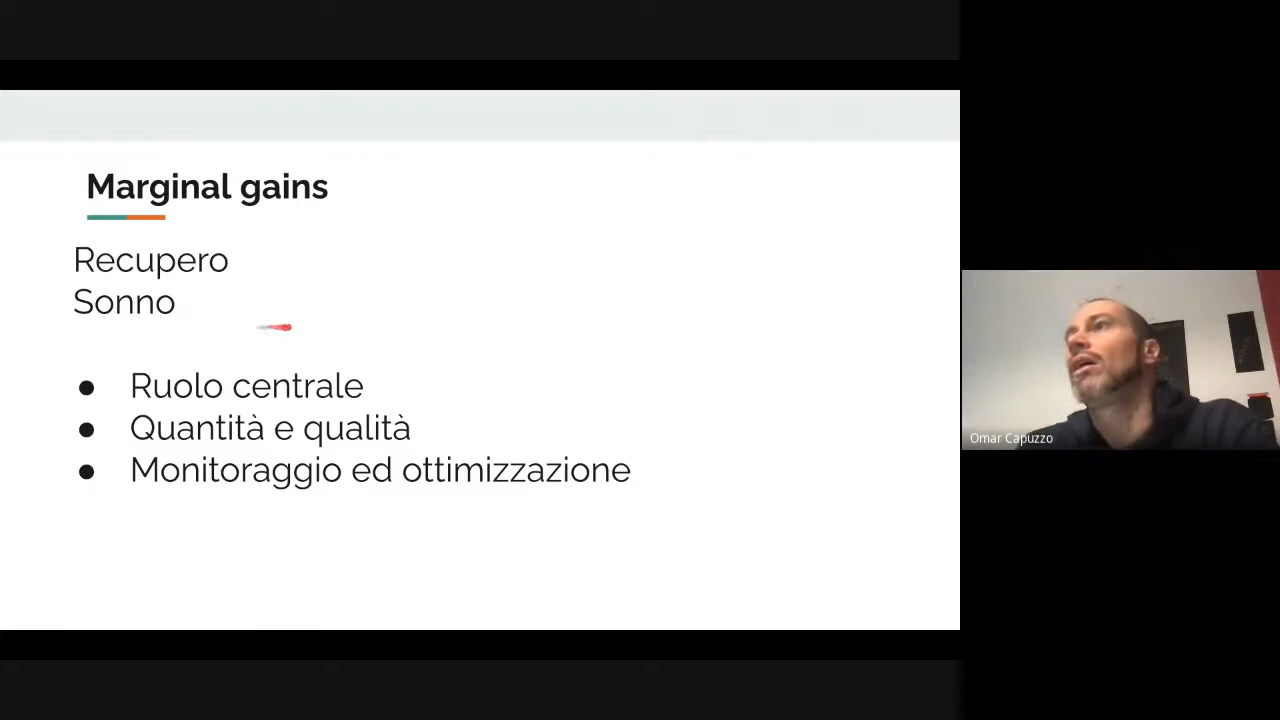 Marginal gains
Recupero
Sonno
● Ruolo centrale
● Quantità e qualità
● Monitoraggio ed ottimizzazione
Omar Capuzzo